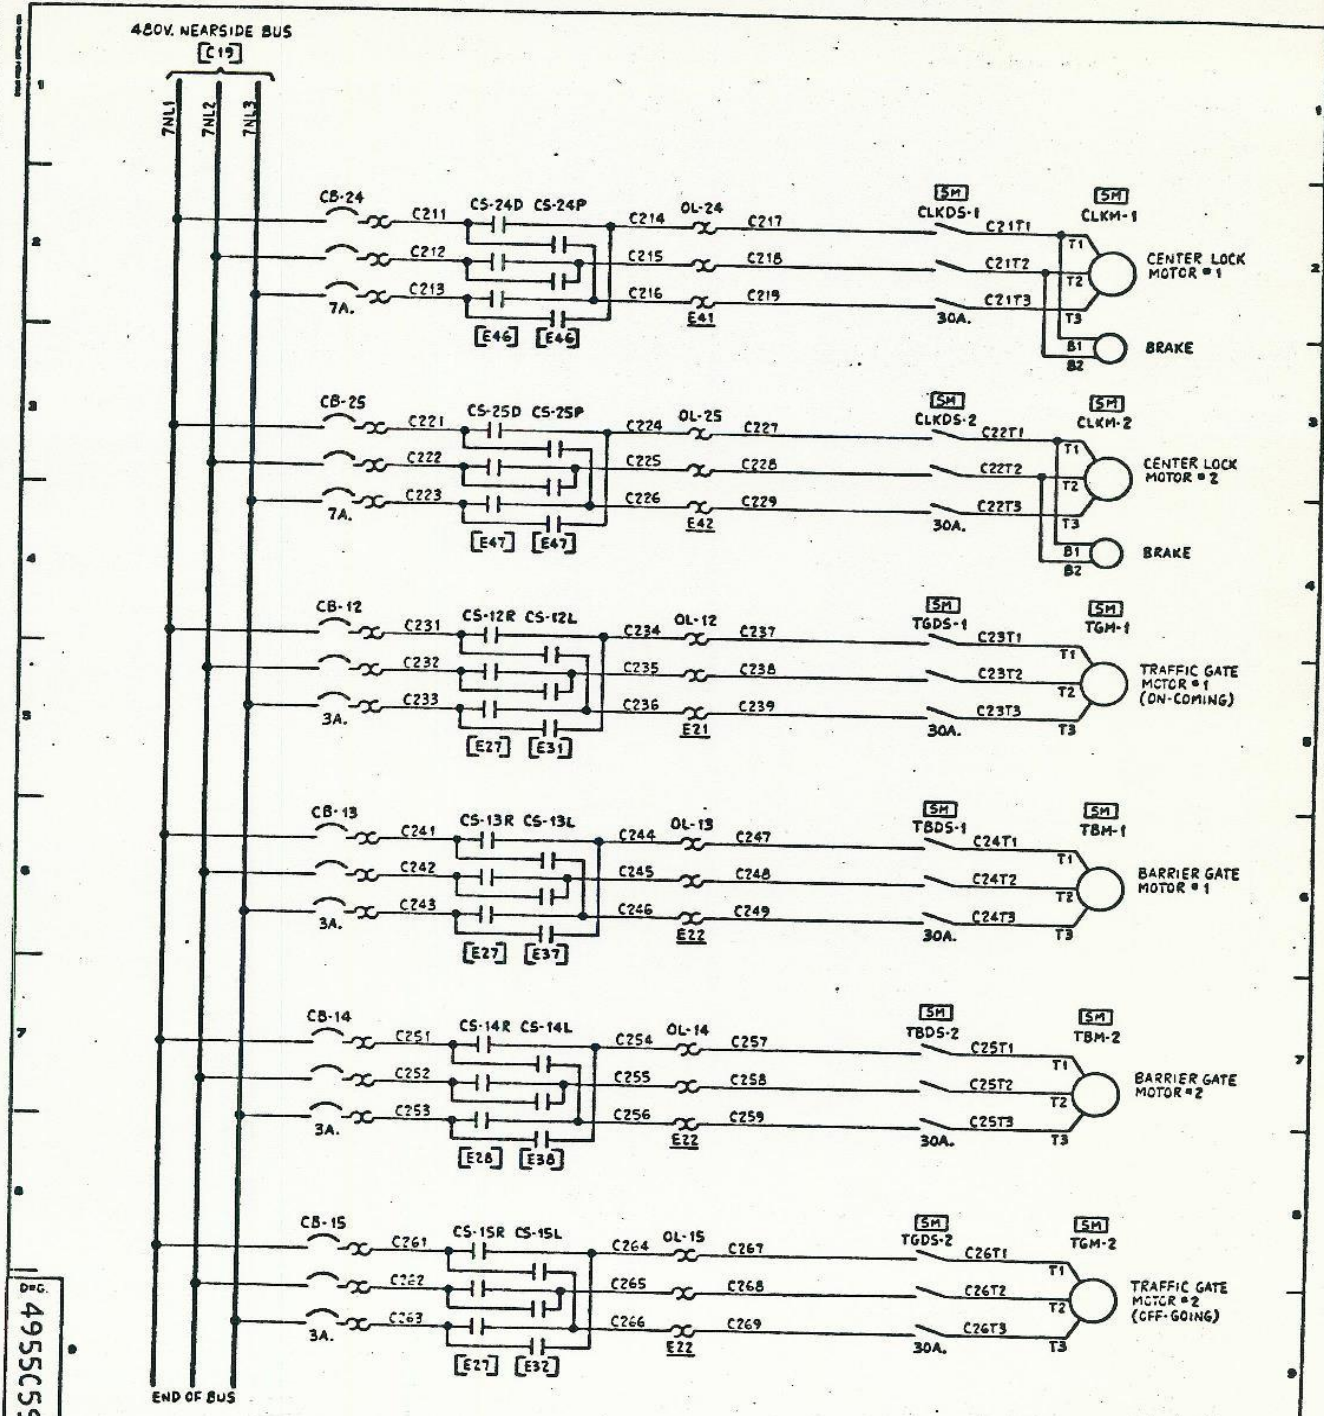 480V. NEARSIDE BUS
[C19]
7NL1 7NL2 7NL3
1 1
CB-24 CS-24D CS-24P OL-24 SM CLKDS-1 SM CLKM-1
C211 C214 C217 C21T1 T1
2 C212 C215 C218 C21T2 T2 CENTER LOCK MOTOR #1 2
7A. C213 C216 C219 C21T3 T3
[E46] [E46] E41 30A.
B1 BRAKE
B2
3 CB-25 CS-25D CS-25P OL-25 SM CLKDS-2 SM CLKM-2 3
C221 C224 C227 C22T1 T1
C222 C225 C228 C22T2 T2 CENTER LOCK MOTOR #2
7A. C223 C226 C229 C22T3 T3
[E47] [E47] E42 30A.
4 B1 BRAKE
B2 4
CB-12 CS-12R CS-12L OL-12 SM TGDS-1 SM TGM-1
C231 C234 C237 C23T1 T1
C232 C235 C238 C23T2 T2 TRAFFIC GATE MOTOR #1 (ON-COMING)
5 3A. C233 C236 C239 C23T3 T3
[E27] [E31] E21 30A. 5
CB-13 CS-13R CS-13L OL-13 SM TBDS-1 SM TBM-1
C241 C244 C247 C24T1 T1
6 C242 C245 C248 C24T2 T2 BARRIER GATE MOTOR #1 6
3A. C243 C246 C249 C24T3 T3
[E27] [E37] E22 30A.
CB-14 CS-14R CS-14L OL-14 SM TBDS-2 SM TBM-2
7 C251 C254 C257 C25T1 T1 7
C252 C255 C258 C25T2 T2 BARRIER GATE MOTOR #2
3A. C253 C256 C259 C25T3 T3
[E28] [E38] E22 30A.
8 CB-15 CS-15R CS-15L OL-15 SM TGDS-2 SM TGM-2 8
C261 C264 C267 C26T1 T1
C262 C265 C268 C26T2 T2 TRAFFIC GATE MOTOR #2 (OFF-GOING)
3A. C263 C266 C269 C26T3 T3
[E27] [E32] E22 30A. 9
END OF BUS
4955C5